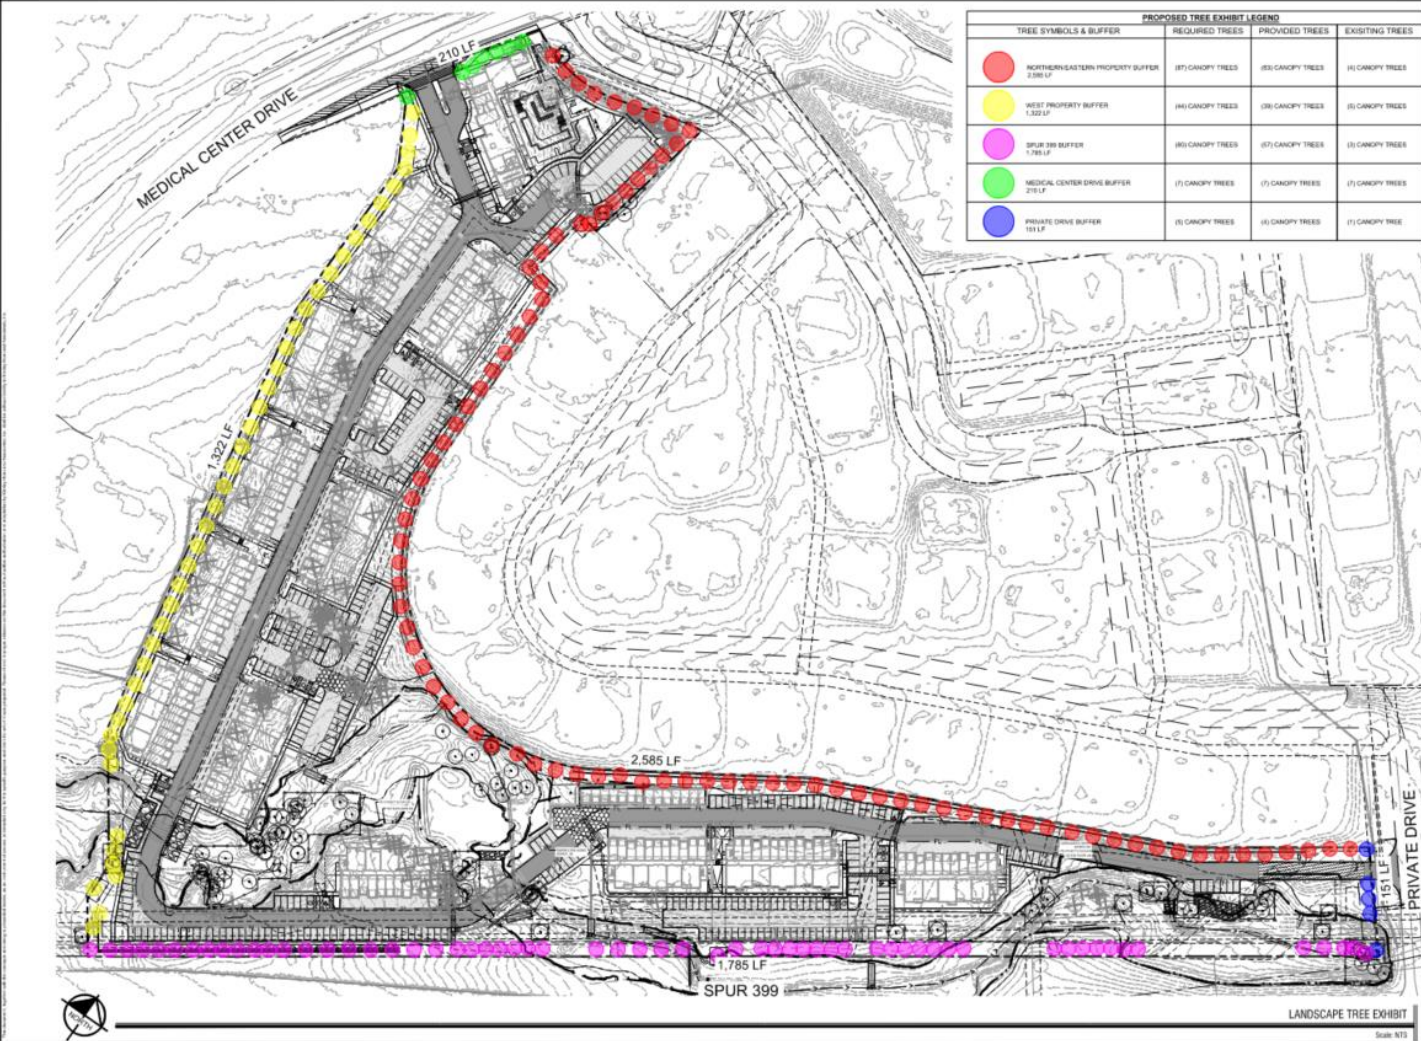 PROPOSED TREE EXHIBIT LEGEND
TREE SYMBOLS & BUFFER REQUIRED TREES PROVIDED TREES EXISITING TREES
NORTHERN/EASTERN PROPERTY BUFFER (87) CANOPY TREES (83) CANOPY TREES (4) CANOPY TREES
WEST PROPERTY BUFFER (44) CANOPY TREES (39) CANOPY TREES (5) CANOPY TREES
1,322 LF
SPUR 399 BUFFER (60) CANOPY TREES (57) CANOPY TREES (3) CANOPY TREES
1,785 LF
MEDICAL CENTER DRIVE BUFFER (7) CANOPY TREES (7) CANOPY TREES (7) CANOPY TREES
210 LF
PRIVATE DRIVE BUFFER (5) CANOPY TREES (4) CANOPY TREES (1) CANOPY TREE
151 LF
210 LF
MEDICAL CENTER DRIVE
1,322 LF
2,585 LF
PRIVATE DRIVE
151 LF
1,785 LF
SPUR 399
NORTH
LANDSCAPE TREE EXHIBIT
Scale: NTS